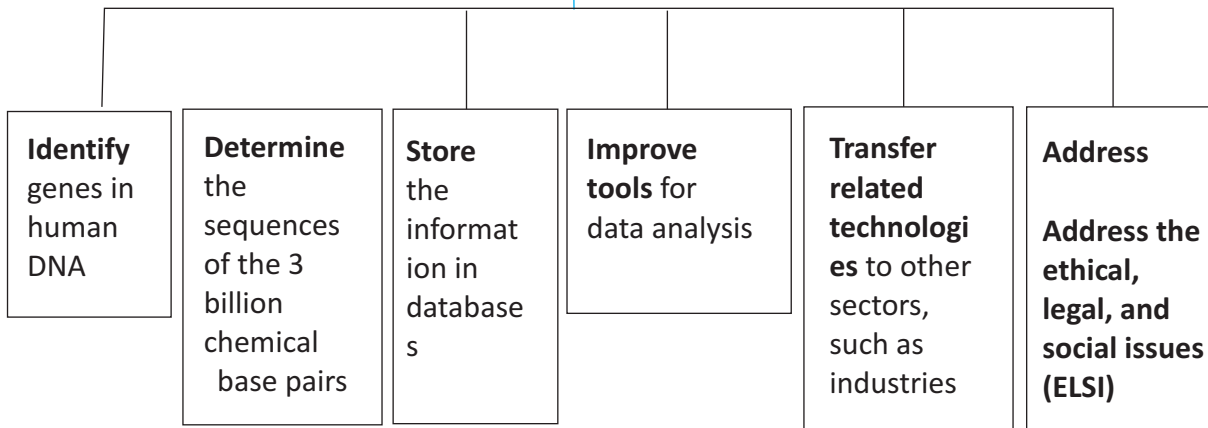 Identify
genes in
human
DNA
Determine
the
sequences
of the 3
billion
chemical
base pairs
Store
the
informat
ion in
database
s
Improve
tools for
data analysis
Transfer
related
technologi
es to other
sectors,
such as
industries
Address
Address the
ethical,
legal, and
social issues
(ELSI)